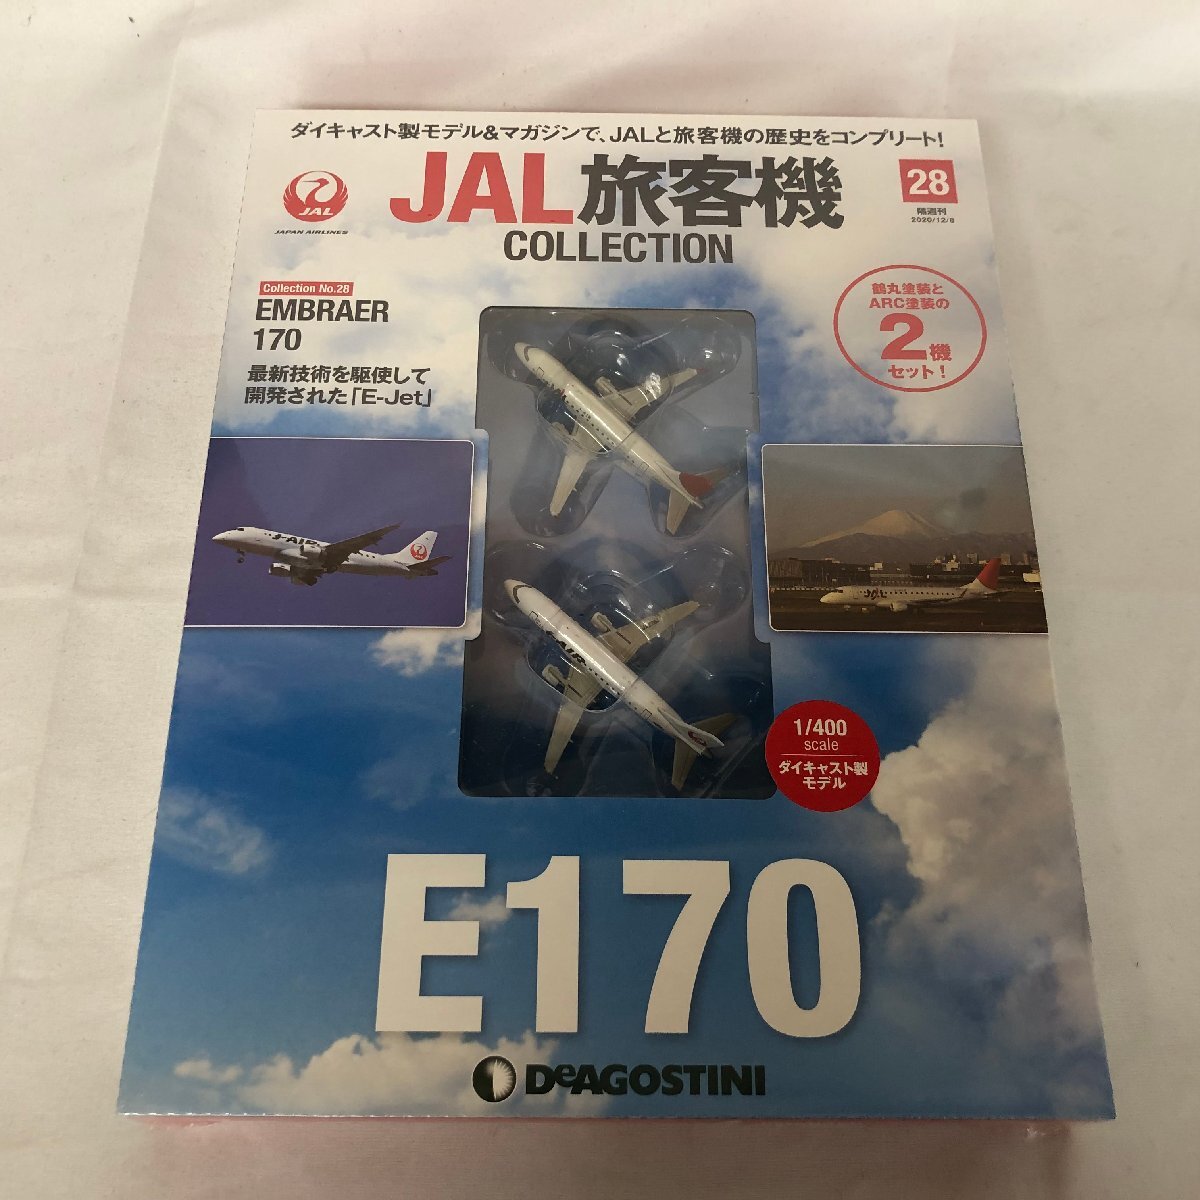 ダイキャスト製モデル&マガジンで、JALと旅客機の歴史をコンプリート!
JAL
JAPAN AIRLINES
JAL旅客機
COLLECTION
28
隔週刊
2020/12/8
Collection No.28
EMBRAER
170
最新技術を駆使して
開発された「E-Jet」
鶴丸塗装と
ARC塗装の
2機
セット!
J-AIR
JAL
J-AIR
1/400
scale
ダイキャスト製
モデル
E170
DeAGOSTINI